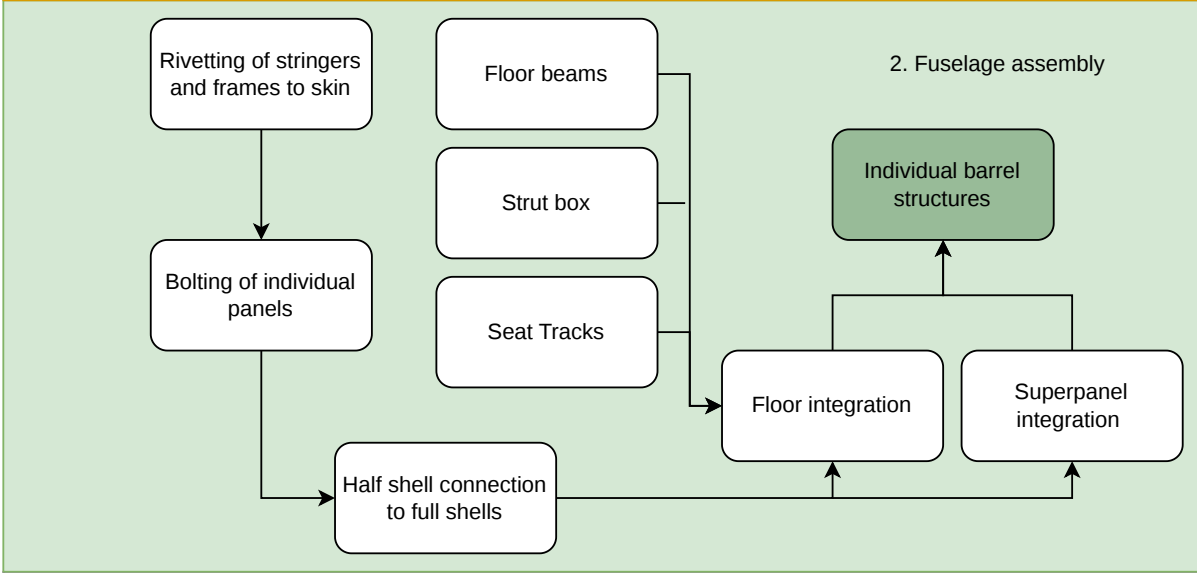 Rivetting of stringers
and frames to skin
Floor beams
2. Fuselage assembly
Strut box
Individual barrel
structures
Bolting of individual
panels
Seat Tracks
Floor integration
Superpanel
integration
Half shell connection
to full shells